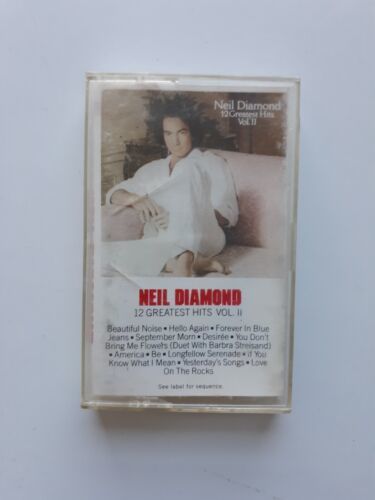 Neil Diamond
12 Greatest Hits
Vol. II
NEIL DIAMOND
12 GREATEST HITS VOL. II
Beautiful Noise • Hello Again • Forever In Blue
Jeans • September Morn • Desirée • You Don't
Bring Me Flowers (Duet With Barbra Streisand)
• America • Be • Longfellow Serenade • if You
Know What I Mean • Yesterday's Songs • Love
On The Rocks
See label for sequence.